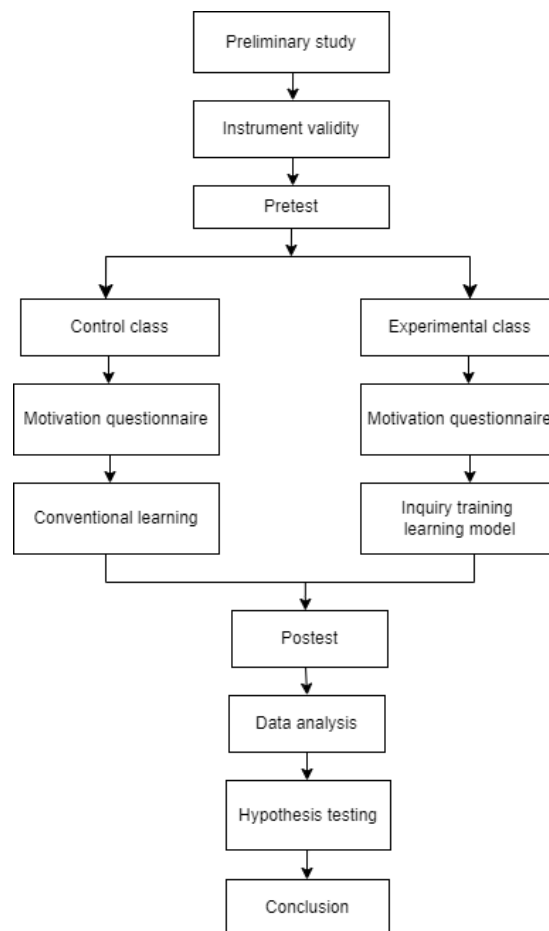 Preliminary study
Instrument validity
Pretest
Control class
Experimental class
Motivation questionnaire
Motivation questionnaire
Conventional learning
Inquiry training
learning model
Postest
Data analysis
Hypothesis testing
Conclusion